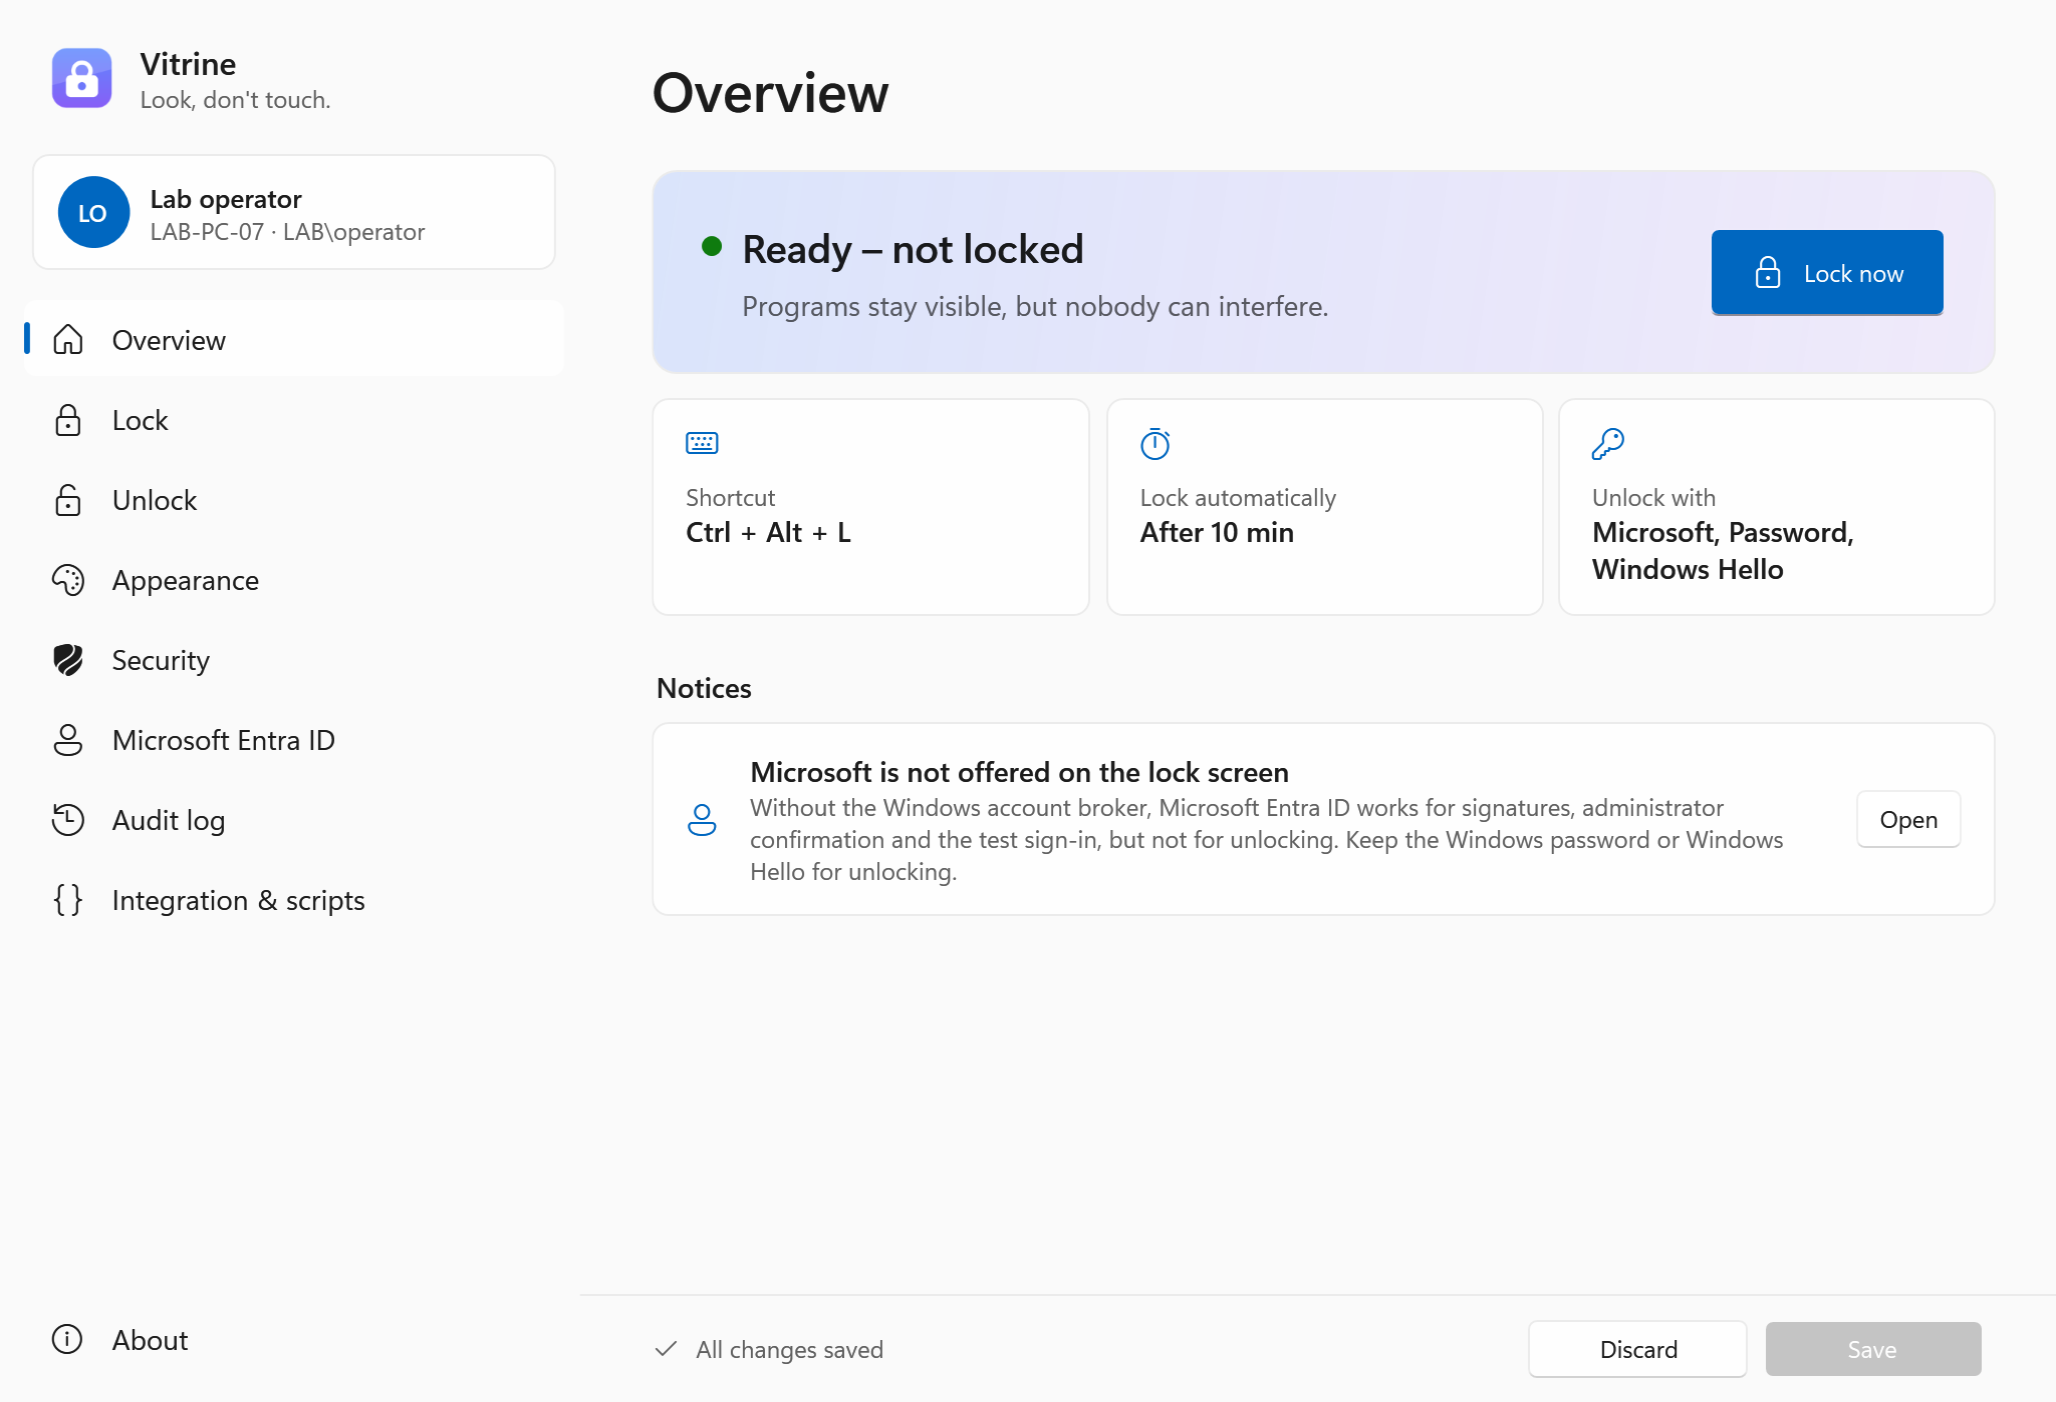 Vitrine
Look, don't touch.
LO
Lab operator
LAB-PC-07 · LAB\operator
Overview
Lock
Unlock
Appearance
Security
Microsoft Entra ID
Audit log
Integration & scripts
About
Overview
Ready – not locked
Programs stay visible, but nobody can interfere.
Lock now
Shortcut
Ctrl + Alt + L
Lock automatically
After 10 min
Unlock with
Microsoft, Password,
Windows Hello
Notices
Microsoft is not offered on the lock screen
Without the Windows account broker, Microsoft Entra ID works for signatures, administrator
confirmation and the test sign-in, but not for unlocking. Keep the Windows password or Windows
Hello for unlocking.
Open
All changes saved
Discard
Save